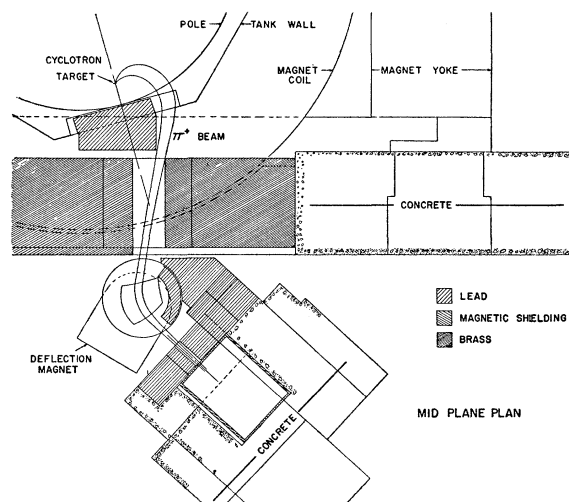 POLE
TANK WALL
CYCLOTRON
TARGET
MAGNET
COIL
MAGNET YOKE
π+ BEAM
CONCRETE
LEAD
MAGNETIC SHIELDING
BRASS
DEFLECTION
MAGNET
MID PLANE PLAN
CONCRETE